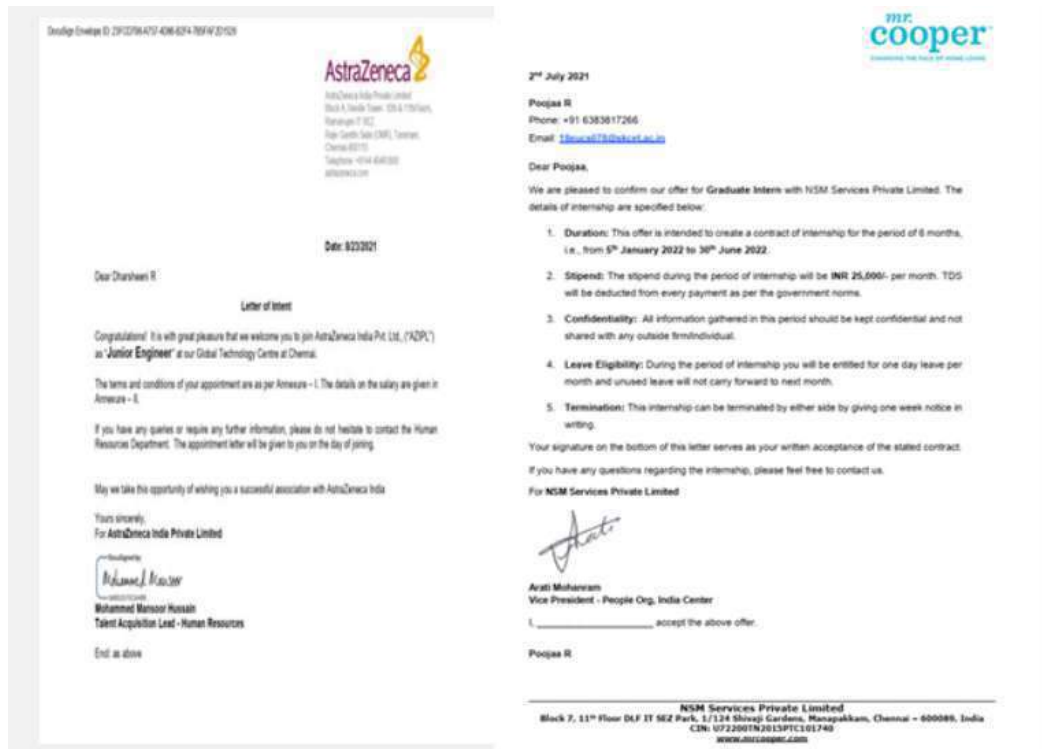 AstraZeneca
AstraZeneca India Private Limited
Chennai
astrazeneca.com
Date: 8/23/2021
Dear Dharsheeni R
Letter of Intent
Congratulations! It is with great pleasure that we welcome you to join AstraZeneca India Pvt. Ltd., ("AZIPL")
as "Junior Engineer" at our Global Technology Centre at Chennai.
The terms and conditions of your appointment are as per Annexure – I. The details on the salary are given in
Annexure – II.
If you have any queries or require any further information, please do not hesitate to contact the Human
Resources Department. The appointment letter will be given to you on the day of joining.
May we take this opportunity of wishing you a successful association with AstraZeneca India
Yours sincerely,
For AstraZeneca India Private Limited
Mohammed Mansoor Hussain
Talent Acquisition Lead - Human Resources
Encl: as above
mr.
cooper
CHANGING THE FACE OF HOME LOANS
2nd July 2021
Poojaa R
Phone: +91 6383817266
Email:
Dear Poojaa,
We are pleased to confirm our offer for Graduate Intern with NSM Services Private Limited. The
details of internship are specified below:
1. Duration: This offer is intended to create a contract of internship for the period of 6 months,
i.e., from 5th January 2022 to 30th June 2022.
2. Stipend: The stipend during the period of internship will be INR 25,000/- per month. TDS
will be deducted from every payment as per the government norms.
3. Confidentiality: All information gathered in this period should be kept confidential and not
shared with any outside firm/individual.
4. Leave Eligibility: During the period of internship you will be entitled for one day leave per
month and unused leave will not carry forward to next month.
5. Termination: This internship can be terminated by either side by giving one week notice in
writing.
Your signature on the bottom of this letter serves as your written acceptance of the stated contract.
If you have any questions regarding the internship, please feel free to contact us.
For NSM Services Private Limited
Arati Mohanram
Vice President - People Org, India Center
I, ______________________ accept the above offer.
Poojaa R
NSM Services Private Limited
Block 7, 11th Floor DLF IT SEZ Park, 1/124 Shivaji Gardens, Manapakkam, Chennai – 600089, India
CIN: U72200TN2015PTC101740
www.mrcooper.com